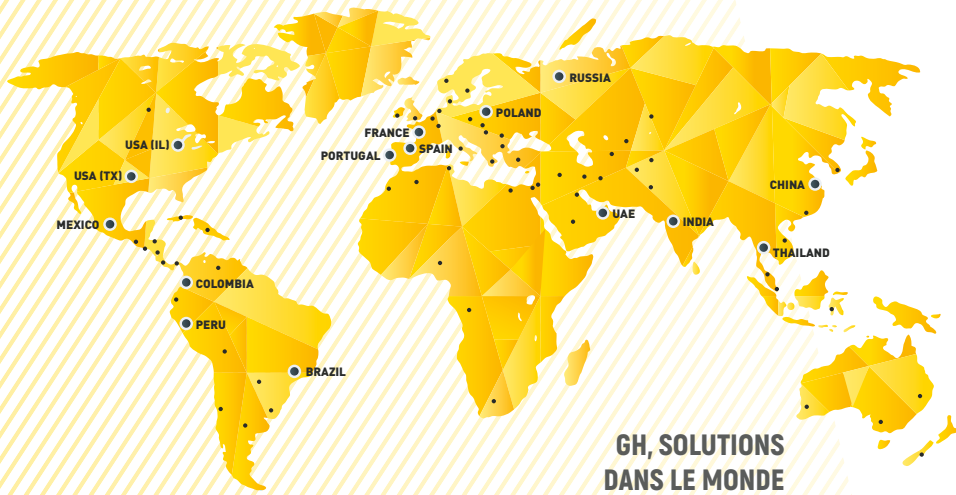 RUSSIA
POLAND
FRANCE
USA (IL)
SPAIN
PORTUGAL
USA (TX)
CHINA
UAE
MEXICO
INDIA
THAILAND
COLOMBIA
PERU
BRAZIL
GH, SOLUTIONS
DANS LE MONDE